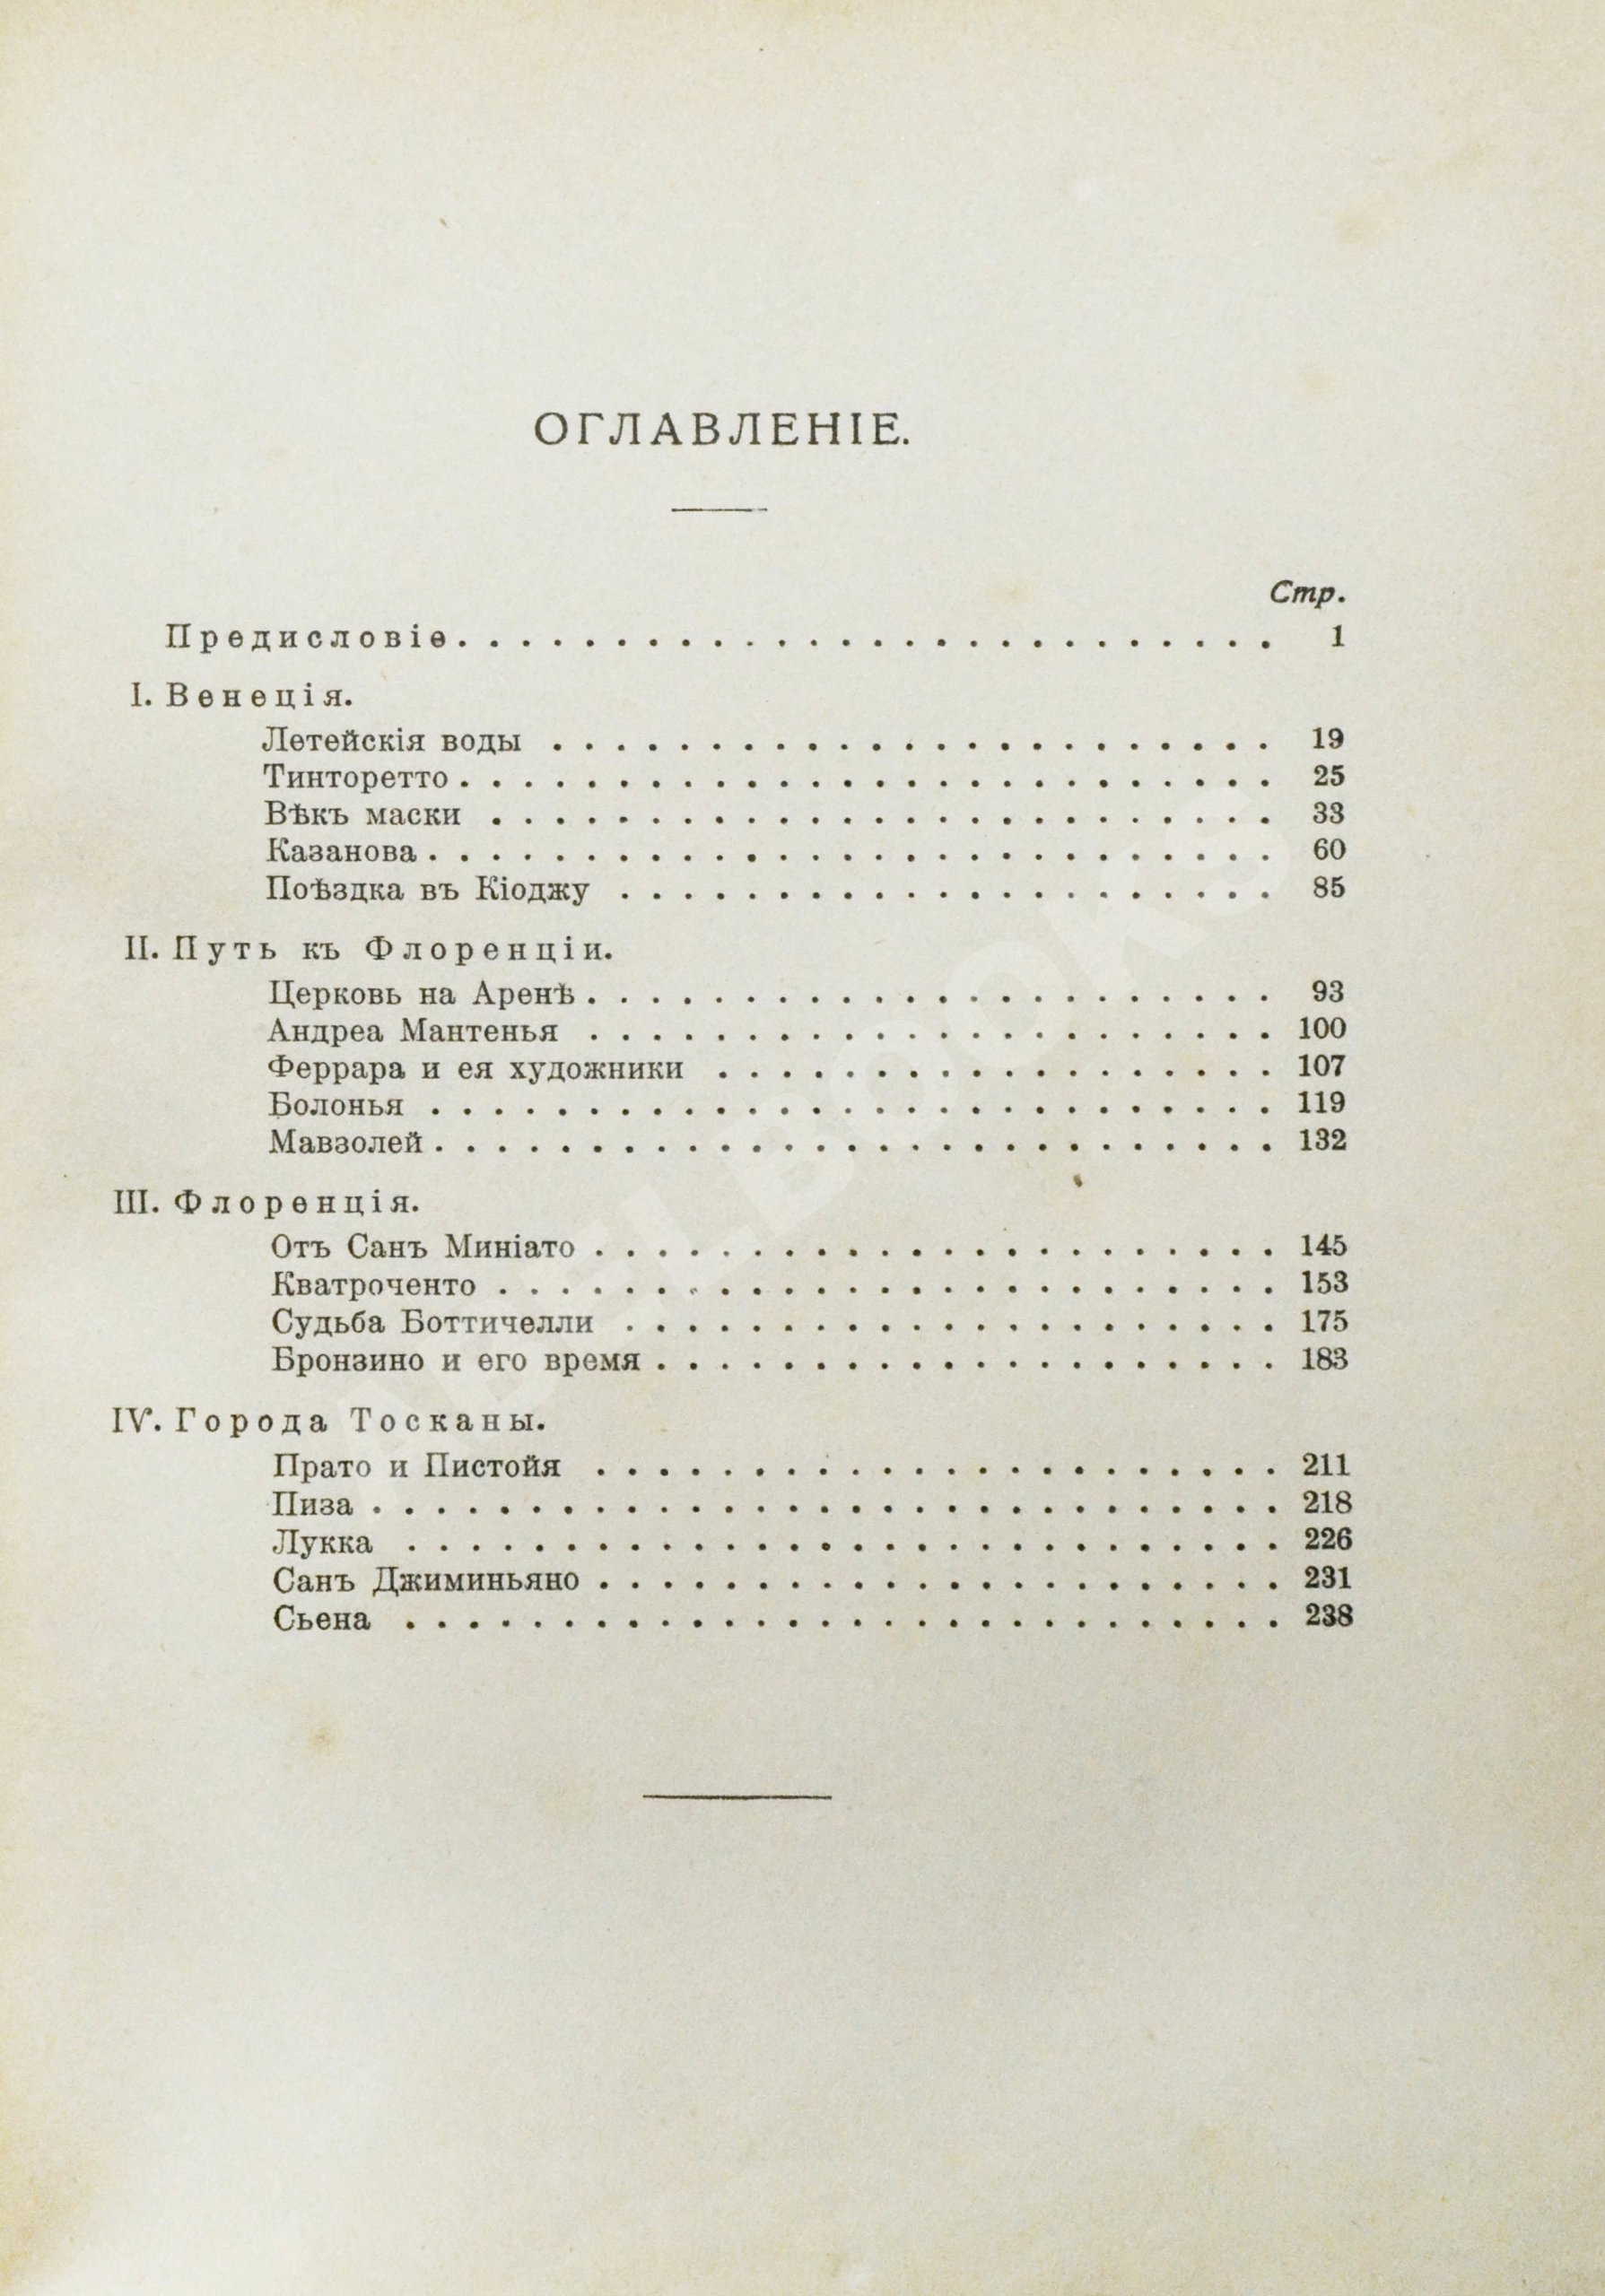 ОГЛАВЛЕНІЕ.
Стр.
Предисловіе. . . . . . . . . . . . . . . . . . . . . . . . . . 1
I. Венеція.
Летейскія воды . . . . . . . . . . . . . . . . . . . . . . . 19
Тинторетто . . . . . . . . . . . . . . . . . . . . . . . . . . 25
Вѣкъ маски . . . . . . . . . . . . . . . . . . . . . . . . . 33
Казанова . . . . . . . . . . . . . . . . . . . . . . . . . . . 60
Поѣздка въ Кіоджу . . . . . . . . . . . . . . . . . . . . . 85
II. Путь къ Флоренціи.
Церковь на Аренѣ . . . . . . . . . . . . . . . . . . . . . . 93
Андреа Мантенья . . . . . . . . . . . . . . . . . . . . . . 100
Феррара и ея художники . . . . . . . . . . . . . . . . . . 107
Болонья . . . . . . . . . . . . . . . . . . . . . . . . . . . 119
Мавзолей . . . . . . . . . . . . . . . . . . . . . . . . . . . 132
III. Флоренція.
Отъ Санъ Миніато . . . . . . . . . . . . . . . . . . . . . . 145
Кватроченто . . . . . . . . . . . . . . . . . . . . . . . . . 153
Судьба Боттичелли . . . . . . . . . . . . . . . . . . . . . 175
Бронзино и его время . . . . . . . . . . . . . . . . . . . . 183
IV. Города Тосканы.
Прато и Пистойя . . . . . . . . . . . . . . . . . . . . . . 211
Пиза . . . . . . . . . . . . . . . . . . . . . . . . . . . . . 218
Лукка . . . . . . . . . . . . . . . . . . . . . . . . . . . . 226
Санъ Джиминьяно . . . . . . . . . . . . . . . . . . . . . . 231
Сьена . . . . . . . . . . . . . . . . . . . . . . . . . . . . 238